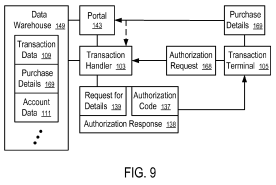 Data
Warehouse 149
Transaction
Data 109
Purchase
Details 169
Account
Data 111
Portal
143
Purchase
Details 169
Transaction
Handler 103
Authorization
Request 168
Transaction
Terminal 105
Request for
Details 139
Authorization
Code 137
Authorization Response 138
FIG. 9